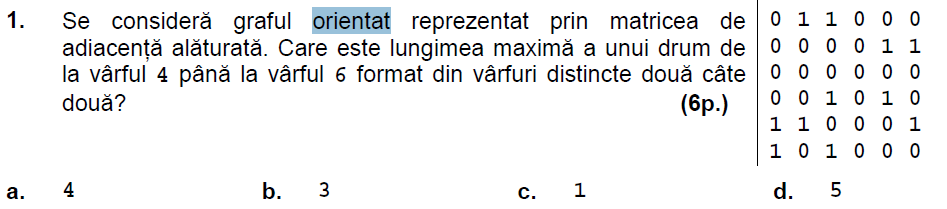 1. Se consideră graful orientat reprezentat prin matricea de
adiacență alăturată. Care este lungimea maximă a unui drum de
la vârful 4 până la vârful 6 format din vârfuri distincte două câte
două? (6p.)
0 1 1 0 0 0
0 0 0 0 1 1
0 0 0 0 0 0
0 0 1 0 1 0
1 1 0 0 0 1
1 0 1 0 0 0
a. 4 b. 3 c. 1 d. 5